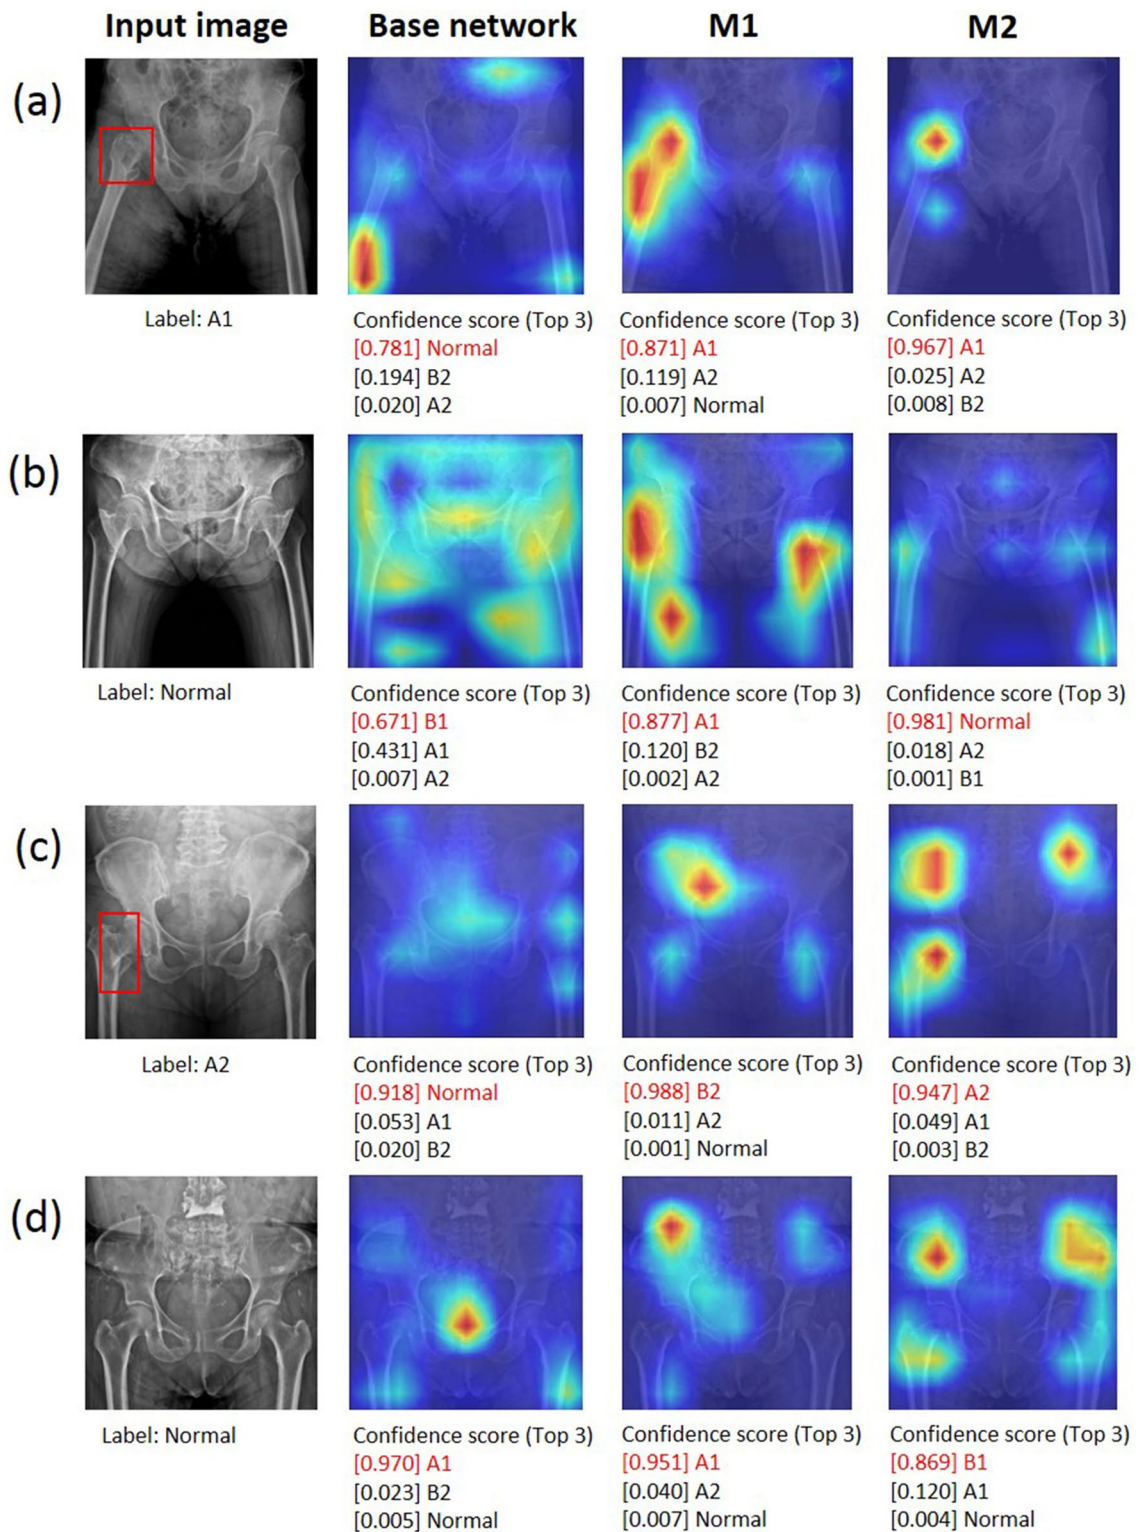 Input image Base network M1 M2
(a)
Label: A1
Confidence score (Top 3) Confidence score (Top 3) Confidence score (Top 3)
[0.781] Normal [0.871] A1 [0.967] A1
[0.194] B2 [0.119] A2 [0.025] A2
[0.020] A2 [0.007] Normal [0.008] B2
(b)
Label: Normal
Confidence score (Top 3) Confidence score (Top 3) Confidence score (Top 3)
[0.671] B1 [0.877] A1 [0.981] Normal
[0.431] A1 [0.120] B2 [0.018] A2
[0.007] A2 [0.002] A2 [0.001] B1
(c)
Label: A2
Confidence score (Top 3) Confidence score (Top 3) Confidence score (Top 3)
[0.918] Normal [0.988] B2 [0.947] A2
[0.053] A1 [0.011] A2 [0.049] A1
[0.020] B2 [0.001] Normal [0.003] B2
(d)
Label: Normal
Confidence score (Top 3) Confidence score (Top 3) Confidence score (Top 3)
[0.970] A1 [0.951] A1 [0.869] B1
[0.023] B2 [0.040] A2 [0.120] A1
[0.005] Normal [0.007] Normal [0.004] Normal